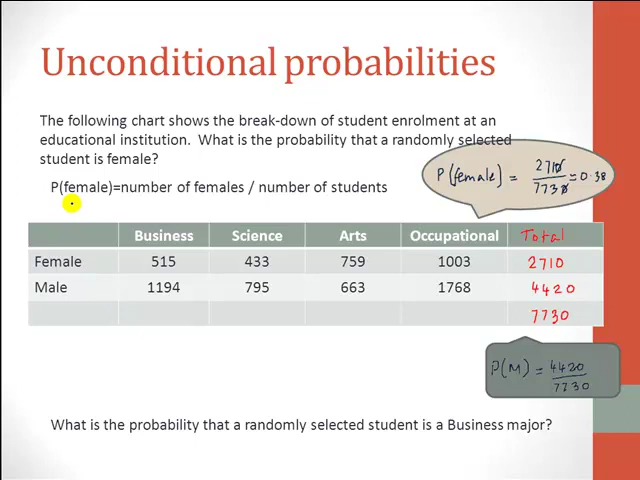 Unconditional probabilities
The following chart shows the break-down of student enrolment at an
educational institution. What is the probability that a randomly selected
student is female?
P(female) = 2710/7730 = 0.38
P(female)=number of females / number of students
Business Science Arts Occupational Total
Female 515 433 759 1003 2710
Male 1194 795 663 1768 4420
7730
P(M) = 4420/7730
What is the probability that a randomly selected student is a Business major?